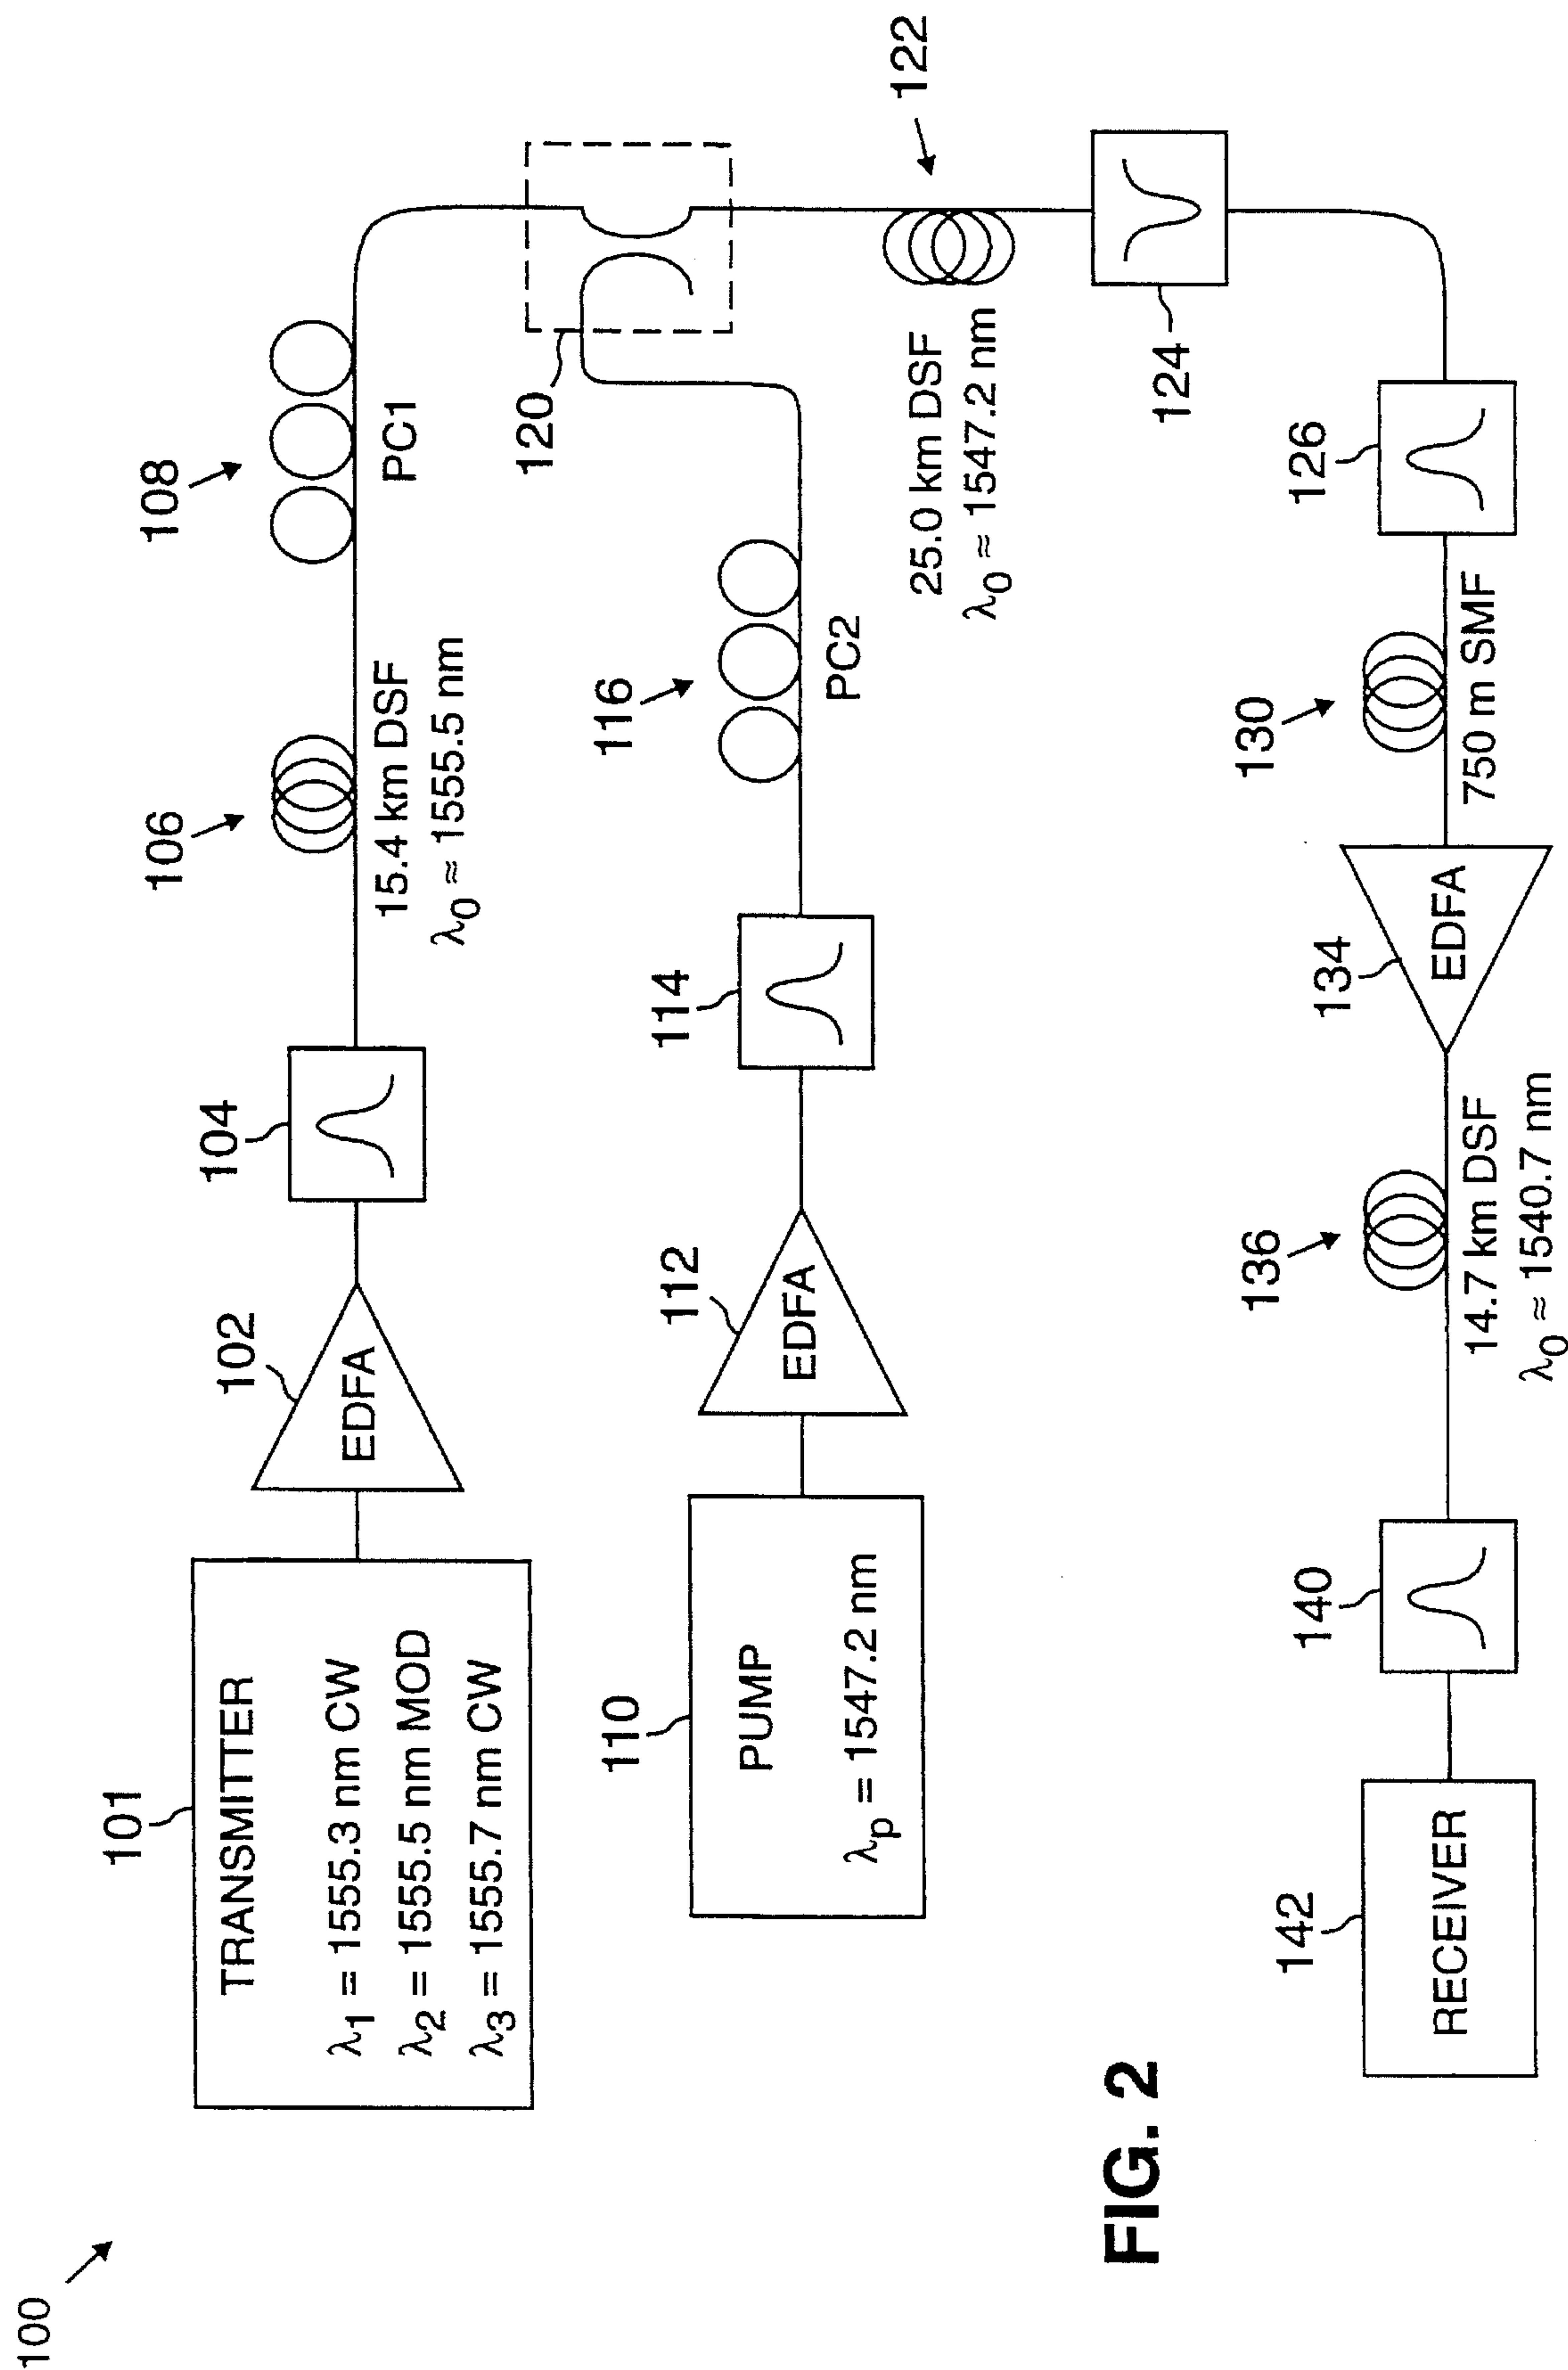 100
101
TRANSMITTER
λ1 = 1555.3 nm CW
λ2 = 1555.5 nm MOD
λ3 = 1555.7 nm CW
102
EDFA
104
106
15.4 km DSF
λ0 ≈ 1555.5 nm
108
PC1
110
PUMP
λp = 1547.2 nm
112
EDFA
114
116
PC2
120
122
25.0 km DSF
λ0 ≈ 1547.2 nm
124
126
130
750 m SMF
134
EDFA
136
14.7 km DSF
λ0 ≈ 1540.7 nm
140
142
RECEIVER
FIG. 2